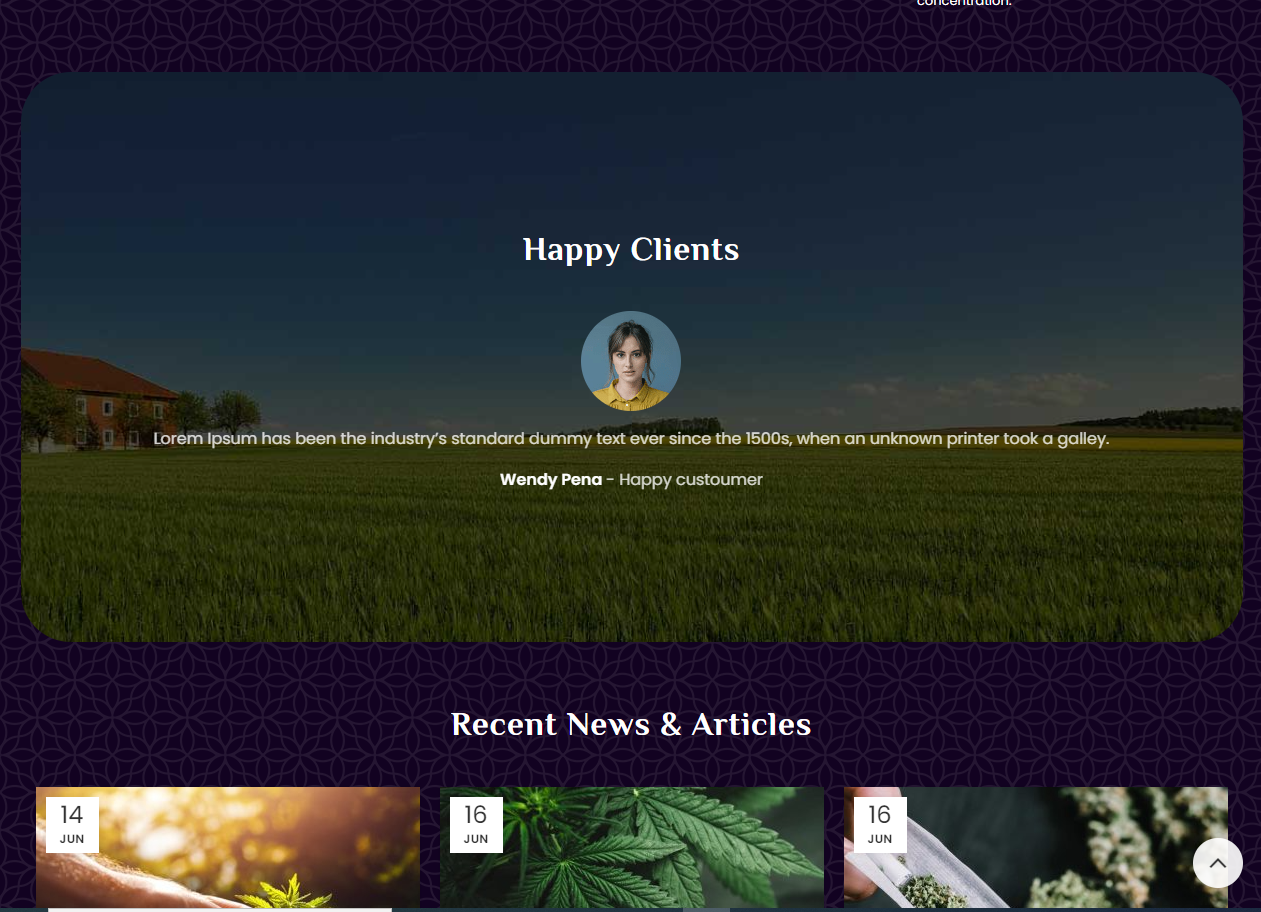 concentration.
Happy Clients
Lorem Ipsum has been the industry’s standard dummy text ever since the 1500s, when an unknown printer took a galley.
Wendy Pena - Happy custoumer
Recent News & Articles
14
JUN
16
JUN
16
JUN